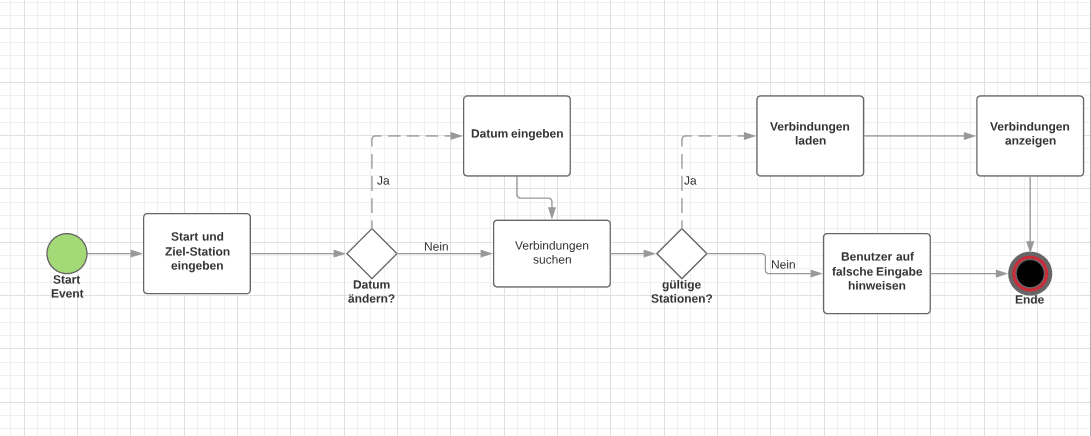 Start
Event
Start und
Ziel-Station
eingeben
Datum
ändern?
Ja
Nein
Datum eingeben
Verbindungen
suchen
gültige
Stationen?
Ja
Nein
Verbindungen
laden
Verbindungen
anzeigen
Benutzer auf
falsche Eingabe
hinweisen
Ende